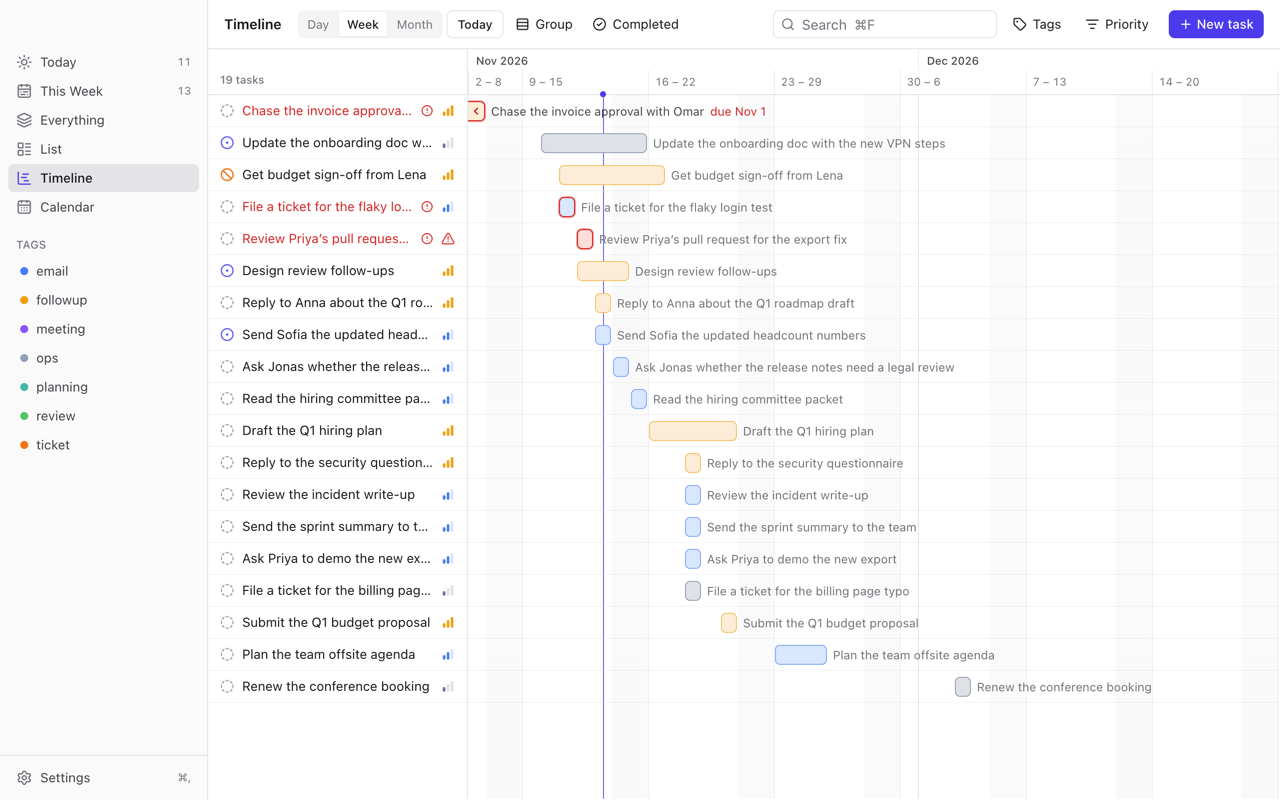 Timeline Day Week Month Today Group Completed Search ⌘F Tags Priority + New task
Today 11
This Week 13
Everything
List
Timeline
Calendar
TAGS
email
followup
meeting
ops
planning
review
ticket
Settings ⌘,
Nov 2026 Dec 2026
19 tasks 2 – 8 9 – 15 16 – 22 23 – 29 30 – 6 7 – 13 14 – 20
Chase the invoice approva... Chase the invoice approval with Omar due Nov 1
Update the onboarding doc w... Update the onboarding doc with the new VPN steps
Get budget sign-off from Lena Get budget sign-off from Lena
File a ticket for the flaky lo... File a ticket for the flaky login test
Review Priya's pull reques... Review Priya's pull request for the export fix
Design review follow-ups Design review follow-ups
Reply to Anna about the Q1 ro... Reply to Anna about the Q1 roadmap draft
Send Sofia the updated head... Send Sofia the updated headcount numbers
Ask Jonas whether the releas... Ask Jonas whether the release notes need a legal review
Read the hiring committee pa... Read the hiring committee packet
Draft the Q1 hiring plan Draft the Q1 hiring plan
Reply to the security question... Reply to the security questionnaire
Review the incident write-up Review the incident write-up
Send the sprint summary to t... Send the sprint summary to the team
Ask Priya to demo the new ex... Ask Priya to demo the new export
File a ticket for the billing pag... File a ticket for the billing page typo
Submit the Q1 budget proposal Submit the Q1 budget proposal
Plan the team offsite agenda Plan the team offsite agenda
Renew the conference booking Renew the conference booking